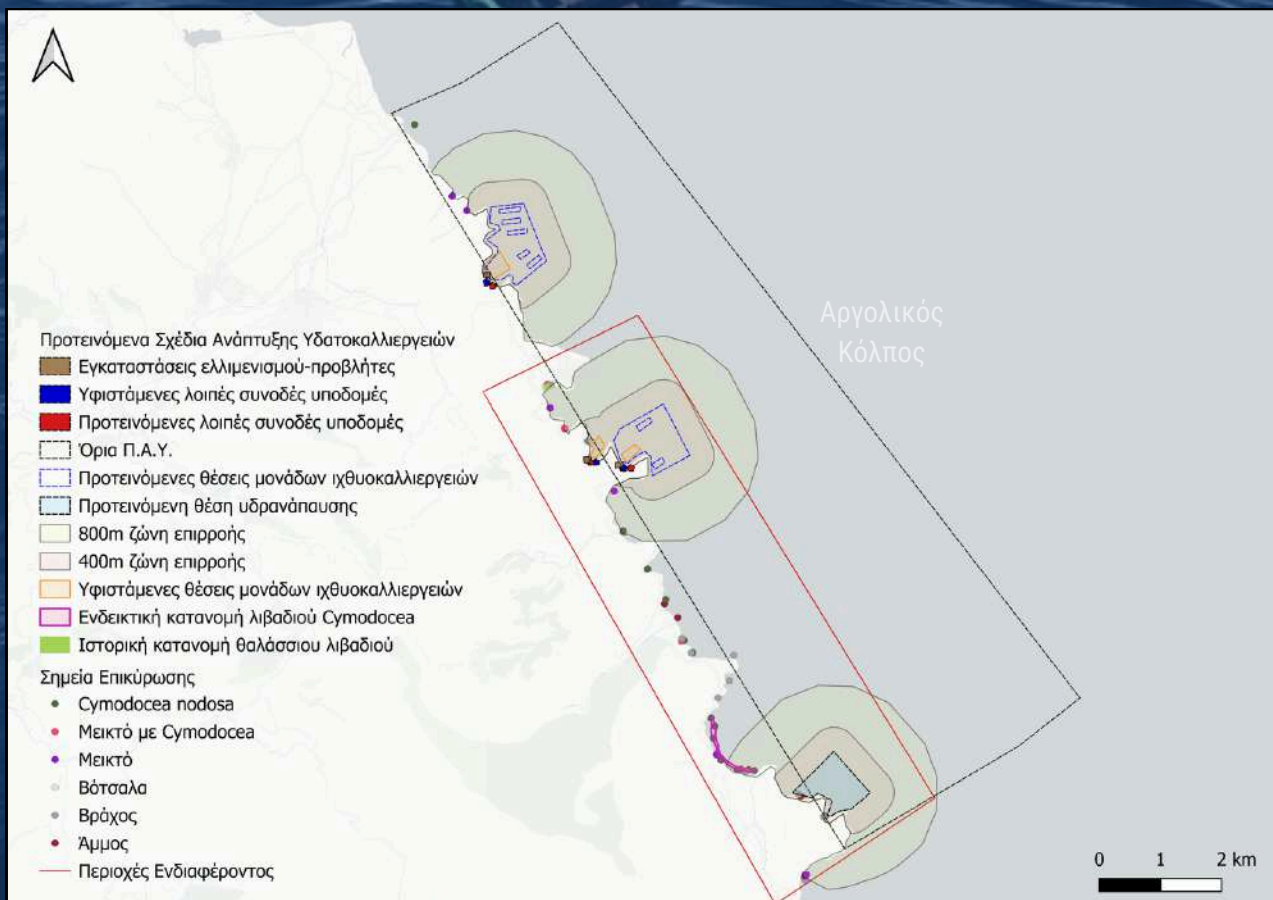 Αργολικός
Κόλπος
Προτεινόμενα Σχέδια Ανάπτυξης Υδατοκαλλιεργειών
Εγκαταστάσεις ελλιμενισμού-προβλήτες
Υφιστάμενες λοιπές συνοδές υποδομές
Προτεινόμενες λοιπές συνοδές υποδομές
Όρια Π.Α.Υ.
Προτεινόμενες θέσεις μονάδων ιχθυοκαλλιεργειών
Προτεινόμενη θέση υδρανάπαυσης
800m ζώνη επιρροής
400m ζώνη επιρροής
Υφιστάμενες θέσεις μονάδων ιχθυοκαλλιεργειών
Ενδεικτική κατανομή λιβαδιού Cymodocea
Ιστορική κατανομή θαλάσσιου λιβαδιού
Σημεία Επικύρωσης
Cymodocea nodosa
Μεικτό με Cymodocea
Μεικτό
Βότσαλα
Βράχος
Άμμος
Περιοχές Ενδιαφέροντος
0 1 2 km